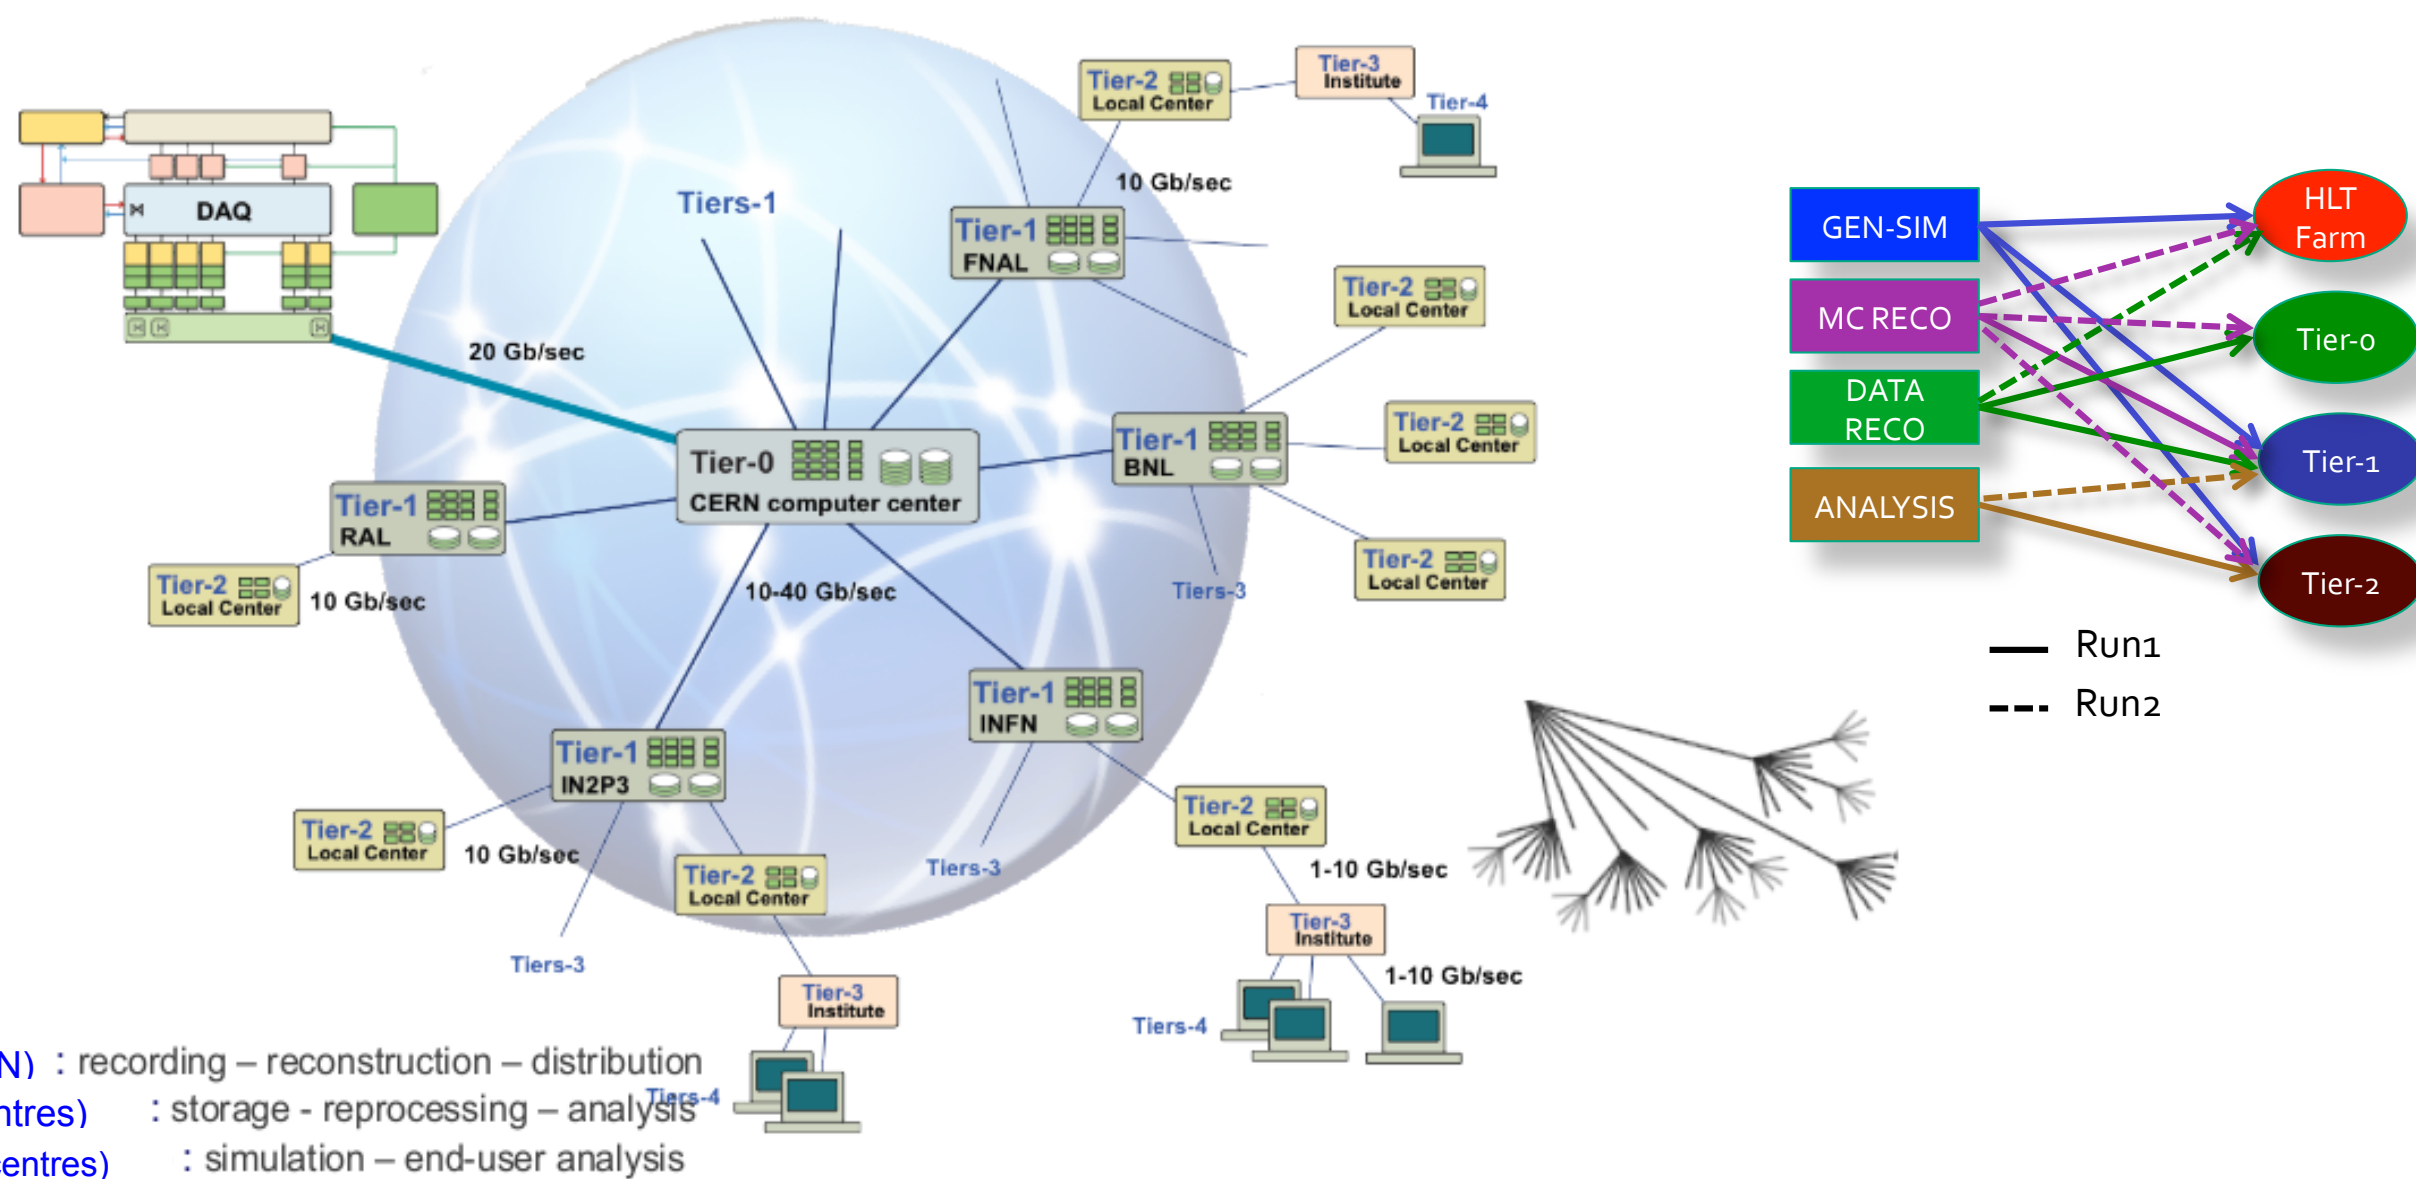 Tier-2
Local Center
Tier-3
Institute
Tier-4
10 Gb/sec
DAQ
Tiers-1
Tier-1
FNAL
Tier-2
Local Center
20 Gb/sec
Tier-2
Local Center
Tier-1
BNL
Tier-0
CERN computer center
Tier-1
RAL
Tier-2
Local Center
Tier-2
Local Center
10 Gb/sec
10-40 Gb/sec
Tiers-3
Tier-1
INFN
Tier-1
IN2P3
Tier-2
Local Center
Tier-2
Local Center
10 Gb/sec
Tier-2
Local Center
Tiers-3
1-10 Gb/sec
Tier-3
Institute
Tiers-3
1-10 Gb/sec
Tier-3
Institute
Tiers-4
Tiers-4
N) : recording – reconstruction – distribution
ntres) : storage - reprocessing – analysis
centres) : simulation – end-user analysis
GEN-SIM
MC RECO
DATA
RECO
ANALYSIS
HLT
Farm
Tier-0
Tier-1
Tier-2
Run1
Run2